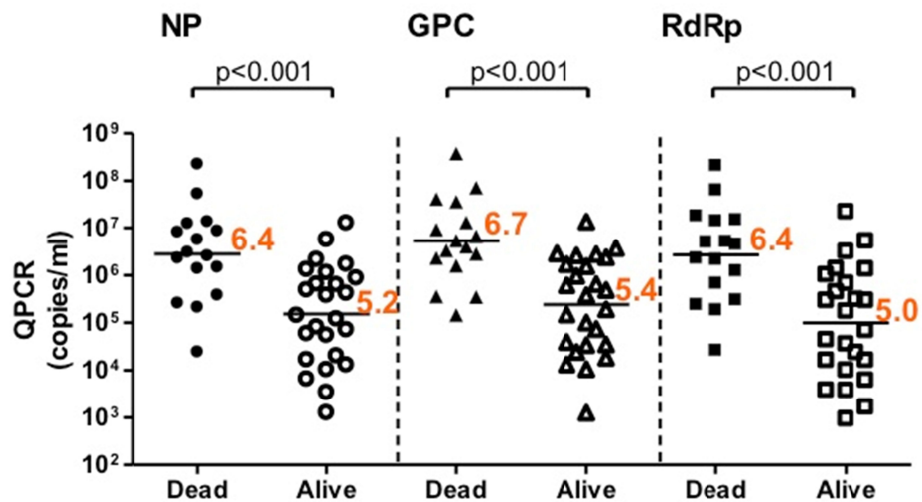 NP GPC RdRp
p<0.001 p<0.001 p<0.001
10⁹
10⁸
10⁷
10⁶
10⁵
10⁴
10³
10²
QPCR
(copies/ml)
6.4 5.2 6.7 5.4 6.4 5.0
Dead Alive Dead Alive Dead Alive